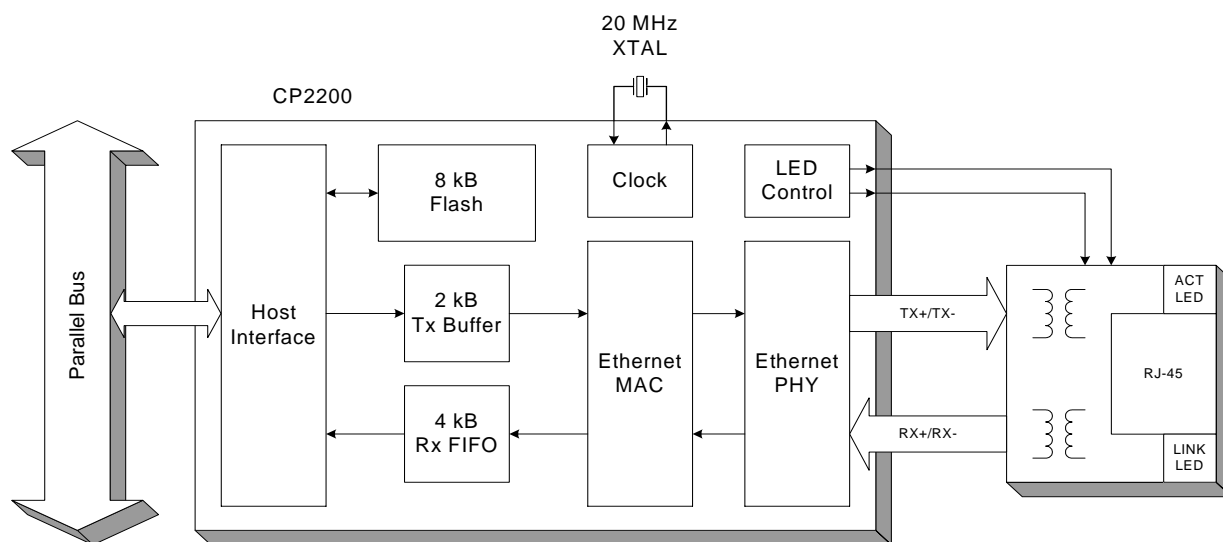 20 MHz
XTAL
CP2200
Parallel Bus
Host
Interface
8 kB
Flash
2 kB
Tx Buffer
4 kB
Rx FIFO
Clock
Ethernet
MAC
LED
Control
Ethernet
PHY
TX+/TX-
RX+/RX-
ACT
LED
RJ-45
LINK
LED